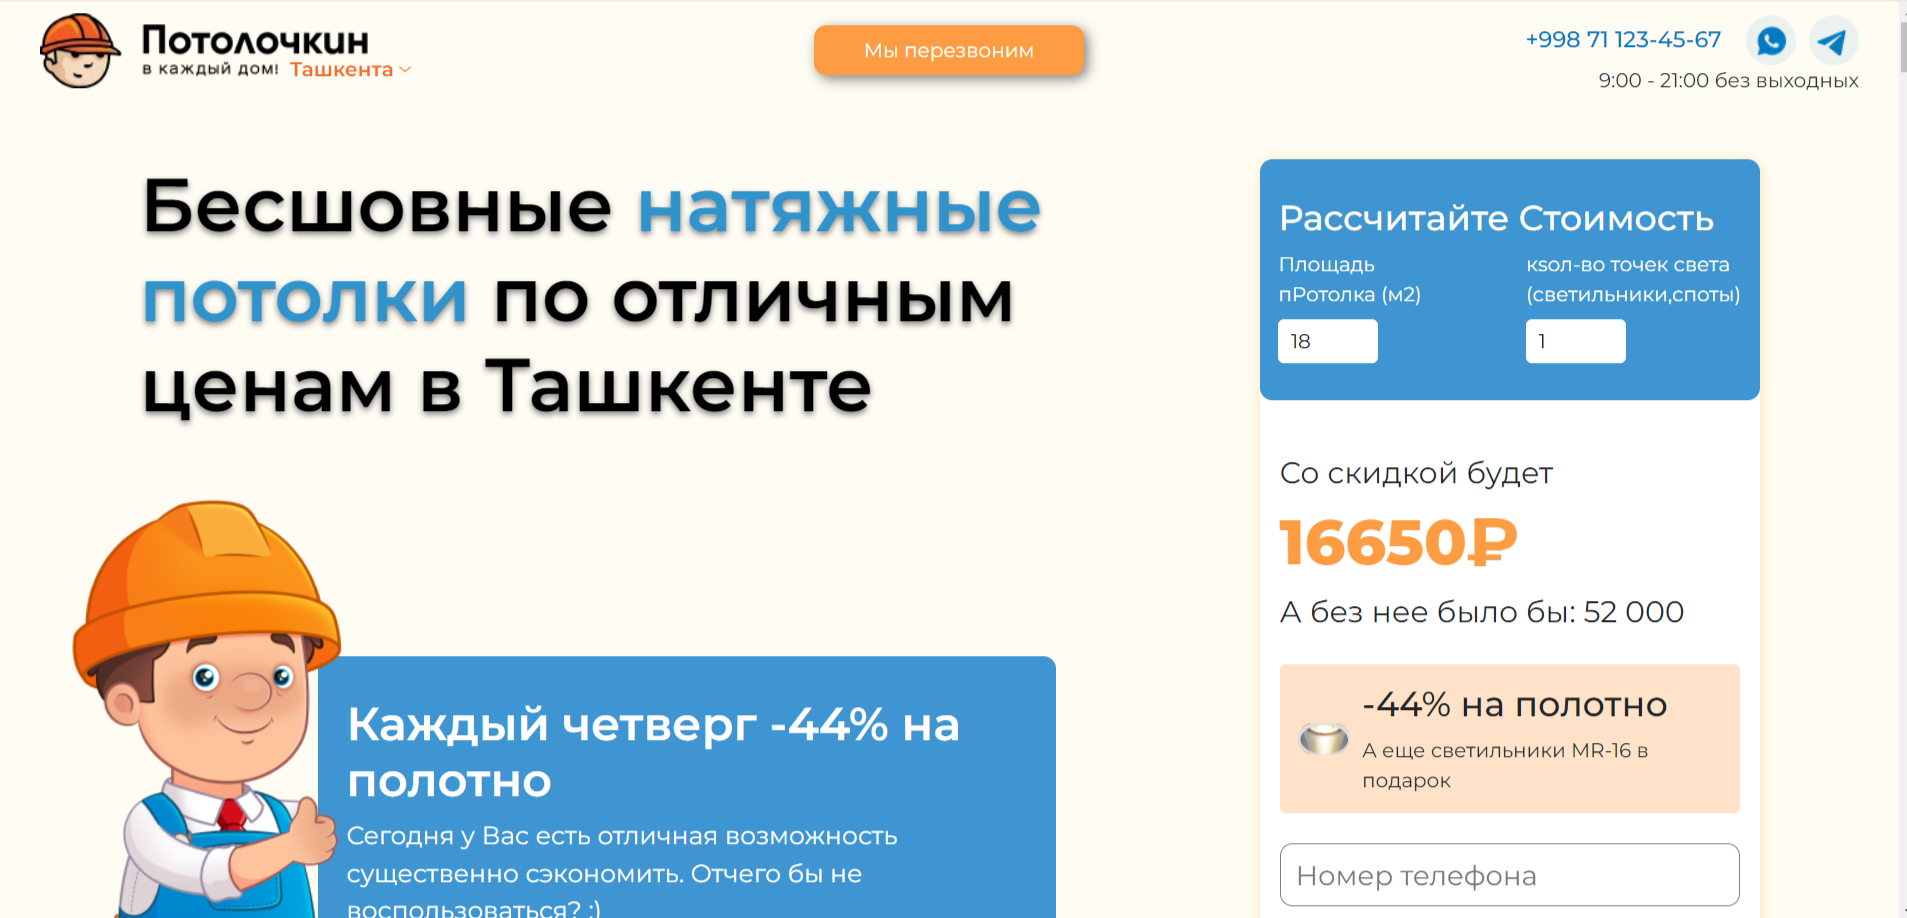 Потолочкин
в каждый дом! Ташкента
Мы перезвоним
+998 71 123-45-67
9:00 - 21:00 без выходных
Бесшовные натяжные
потолки по отличным
ценам в Ташкенте
Каждый четверг -44% на
полотно
Сегодня у Вас есть отличная возможность
существенно сэкономить. Отчего бы не
воспользоваться? :)
Рассчитайте Стоимость
Площадь
пРотолка (м2)
18
кsол-во точек света
(светильники,споты)
1
Со скидкой будет
16650₽
А без нее было бы: 52 000
-44% на полотно
А еще светильники MR-16 в
подарок
Номер телефона